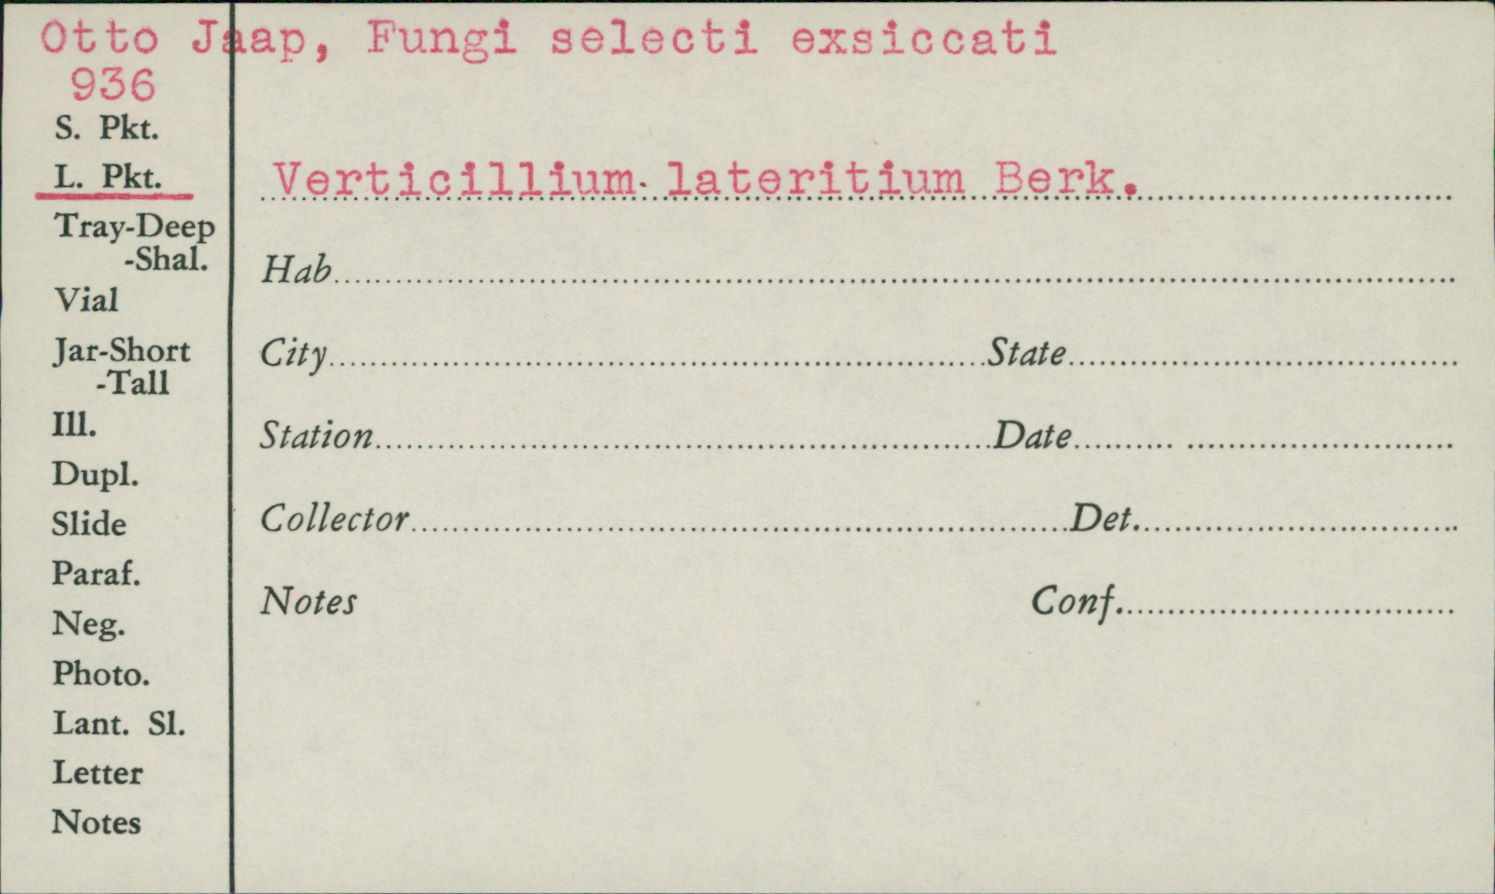 Otto Jaap, Fungi selecti exsiccati
936
S. Pkt.
L. Pkt.
Tray-Deep
-Shal.
Vial
Jar-Short
-Tall
Ill.
Dupl.
Slide
Paraf.
Neg.
Photo.
Lant. Sl.
Letter
Notes
Verticillium lateritium Berk.
Hab
City State
Station Date
Collector Det.
Notes Conf.